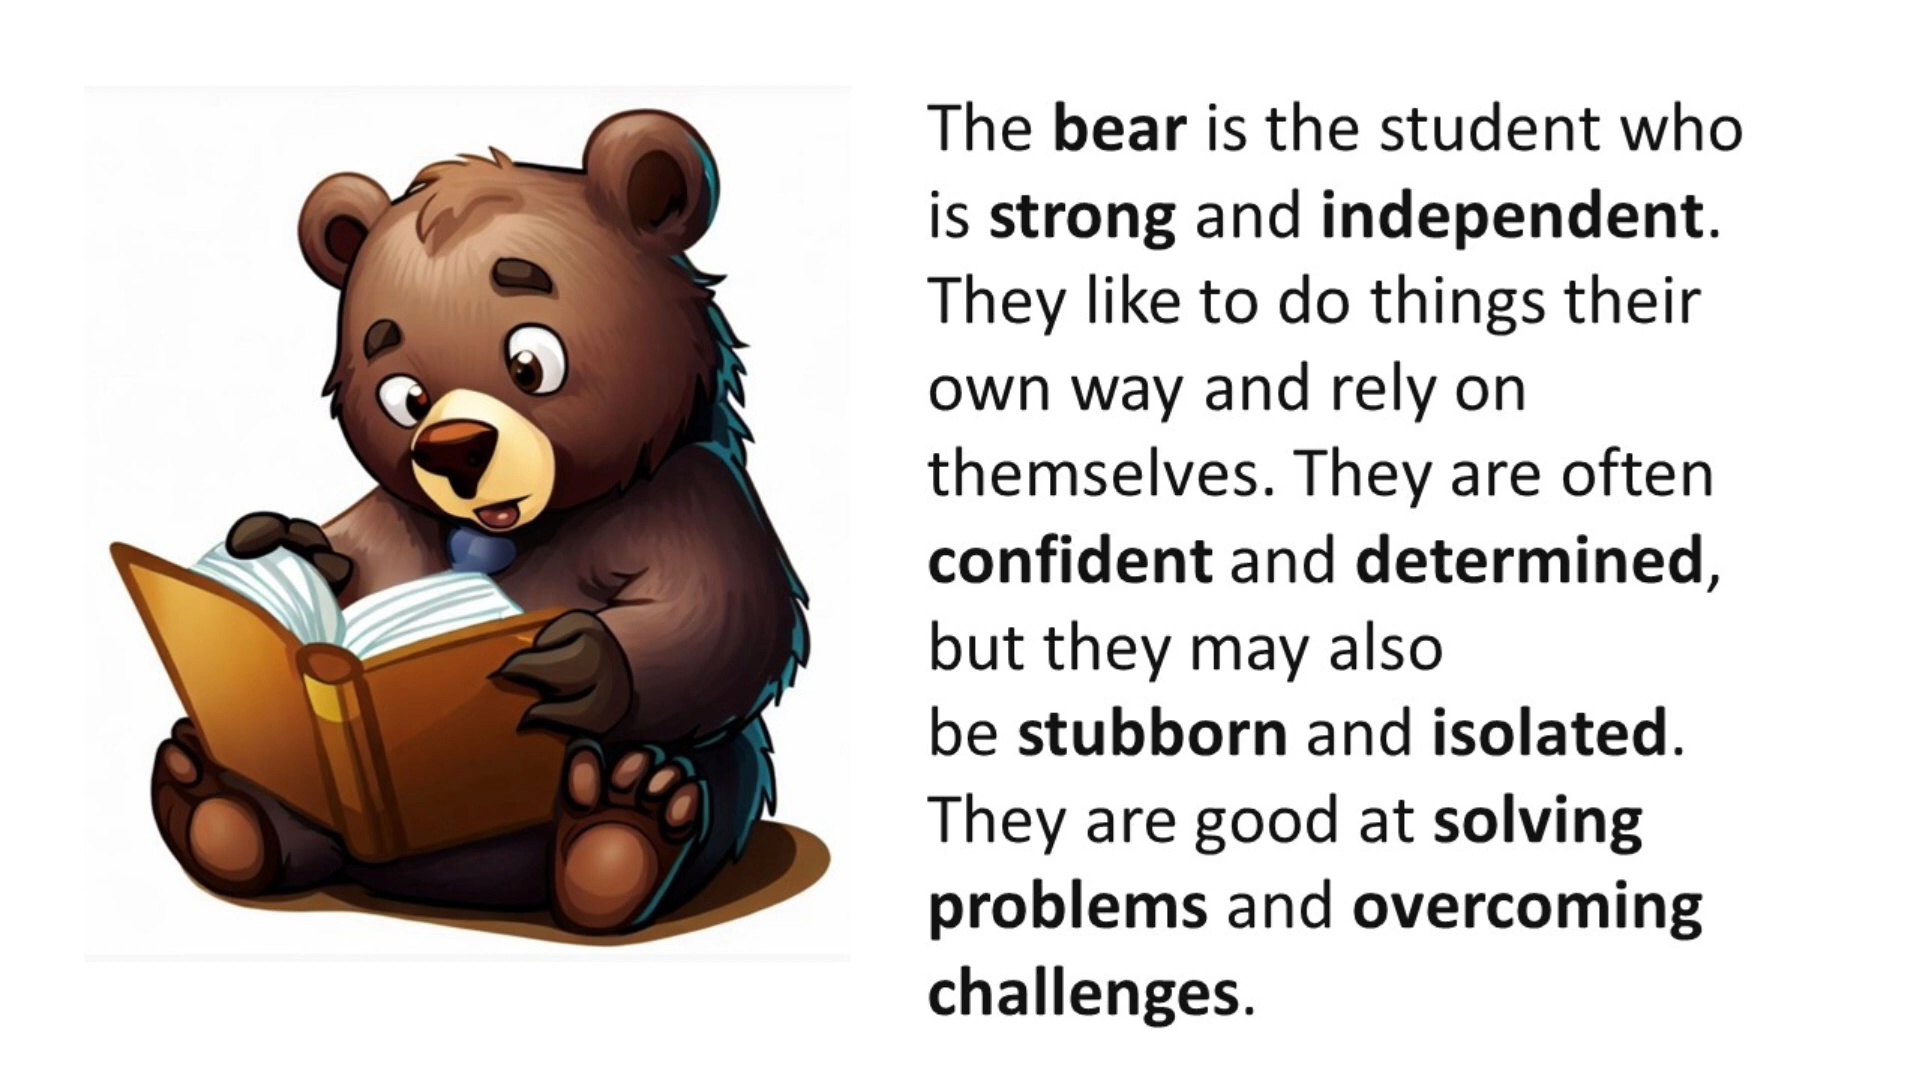 The bear is the student who
is strong and independent.
They like to do things their
own way and rely on
themselves. They are often
confident and determined,
but they may also
be stubborn and isolated.
They are good at solving
problems and overcoming
challenges.